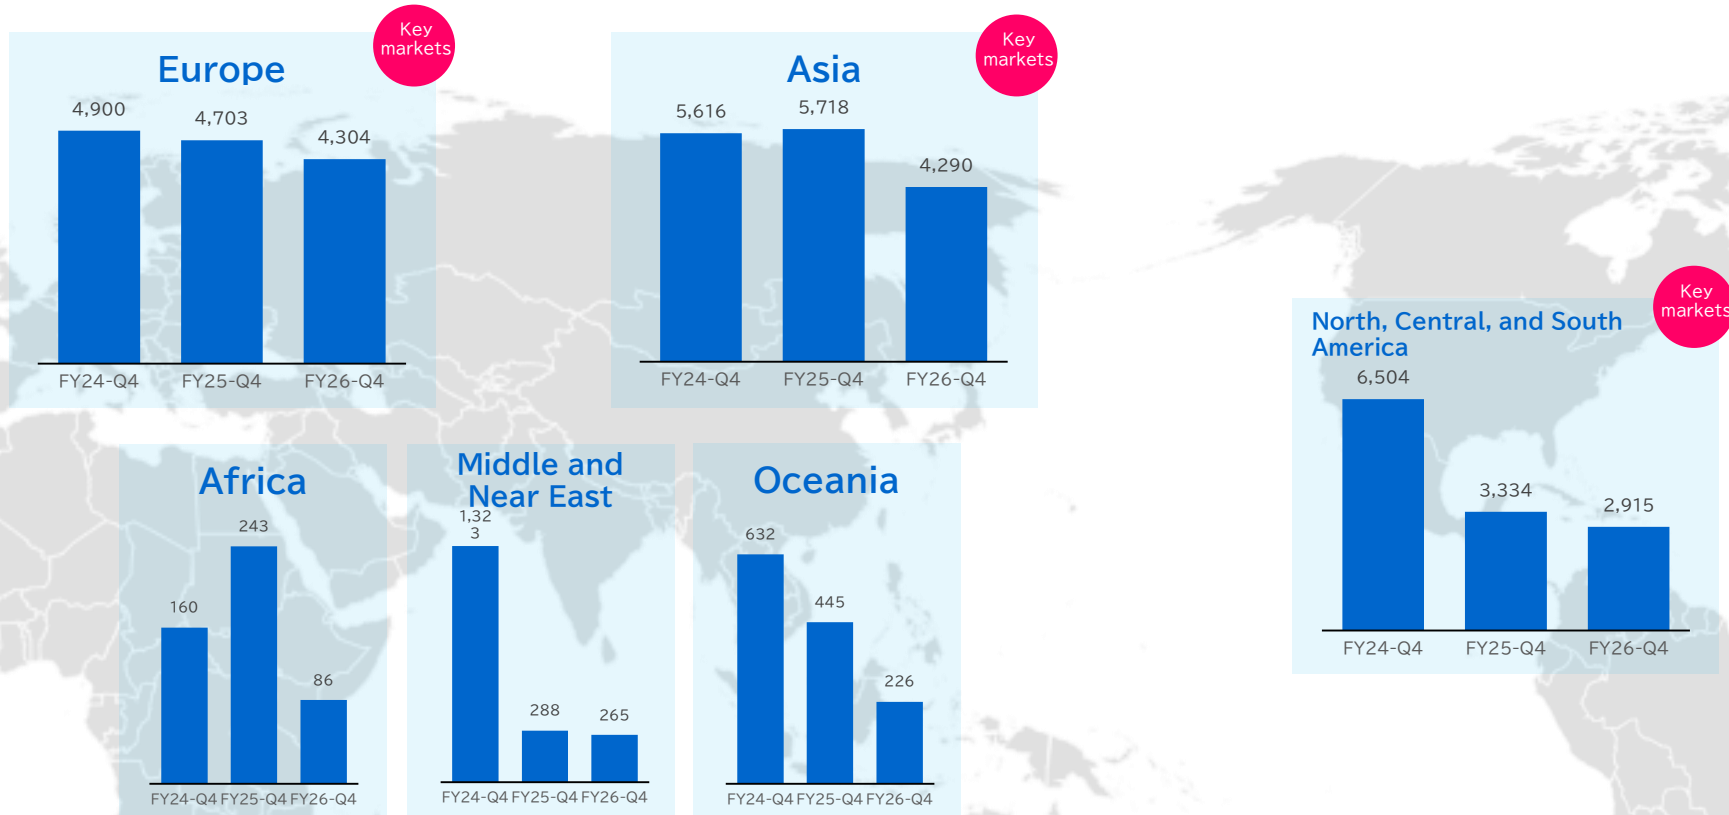 Key
markets
Europe
4,900
4,703
4,304
FY24-Q4 FY25-Q4 FY26-Q4
Key
markets
Asia
5,616
5,718
4,290
FY24-Q4 FY25-Q4 FY26-Q4
Key
markets
North, Central, and South
America
6,504
3,334
2,915
FY24-Q4 FY25-Q4 FY26-Q4
Africa
160
243
86
FY24-Q4 FY25-Q4 FY26-Q4
Middle and
Near East
1,32
3
288
265
FY24-Q4 FY25-Q4 FY26-Q4
Oceania
632
445
226
FY24-Q4 FY25-Q4 FY26-Q4